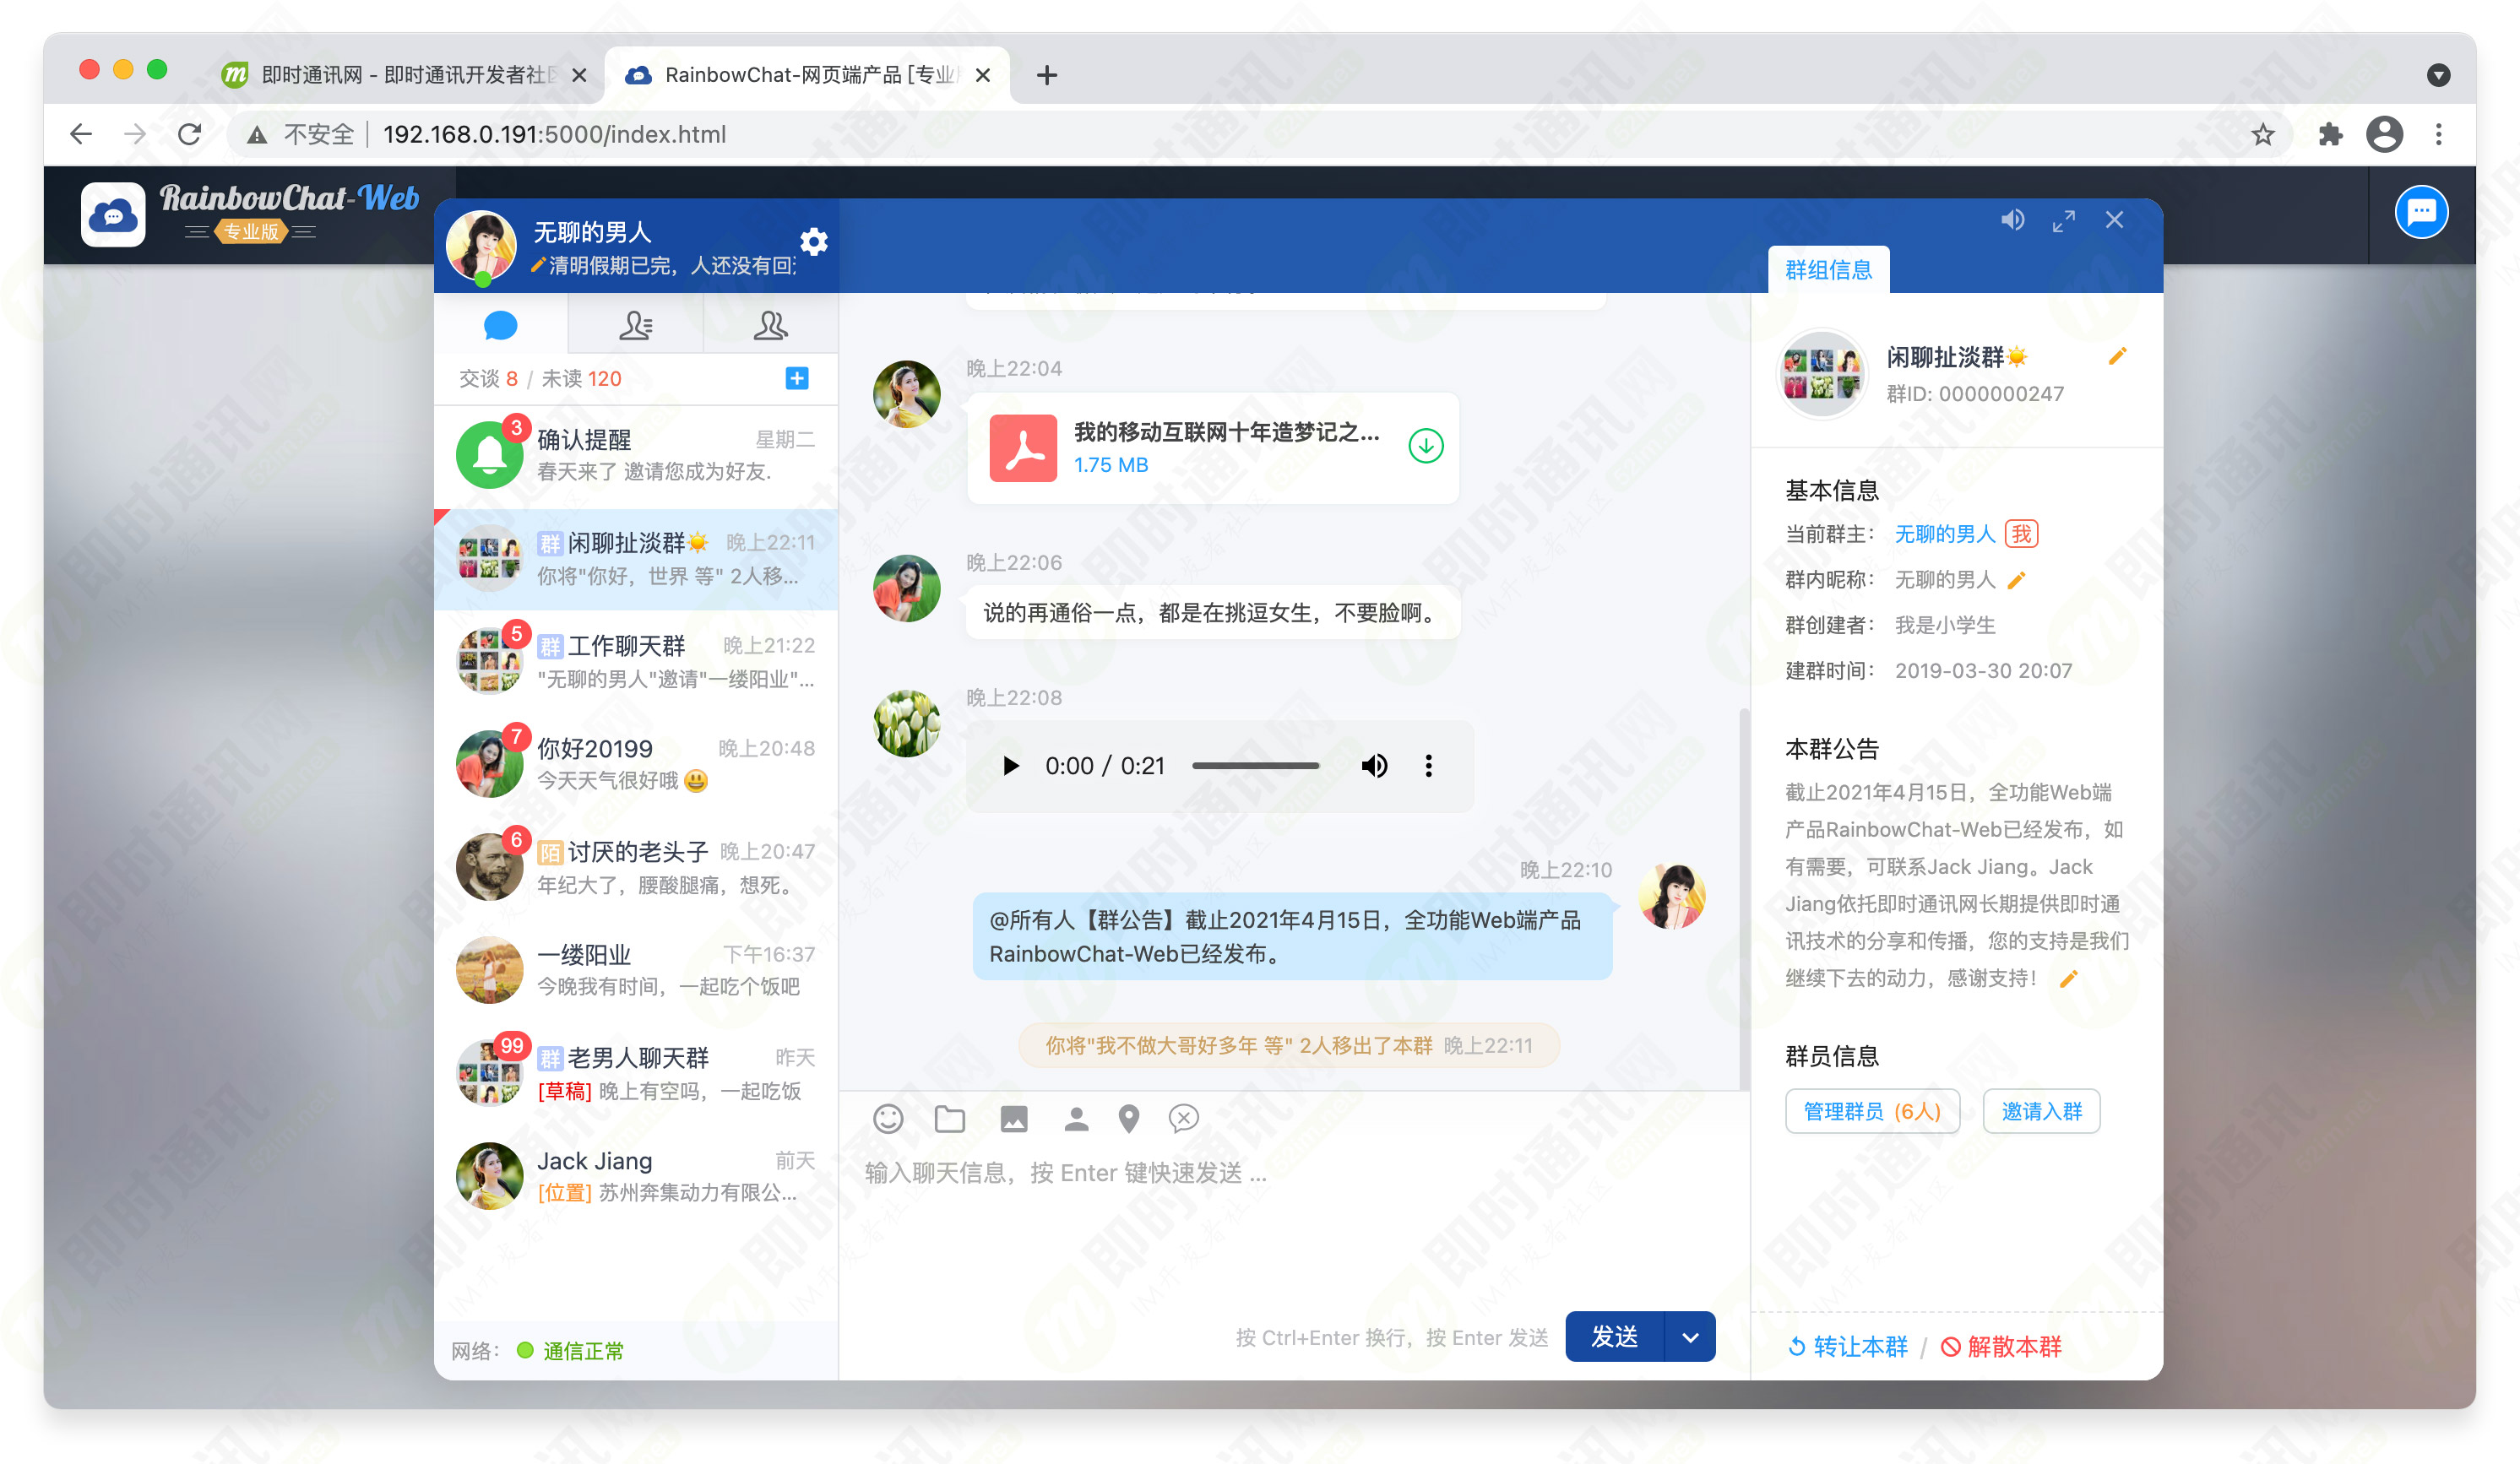 即时通讯网 - 即时通讯开发者社区
RainbowChat-网页端产品 [专业
不安全
192.168.0.191:5000/index.html
RainbowChat-Web
专业版
无聊的男人
清明假期已完，人还没有回
交谈 8 / 未读 120
3
确认提醒
星期二
春天来了 邀请您成为好友.
群 闲聊扯淡群☀️
晚上22:11
你将"你好，世界 等" 2人移...
5
群 工作聊天群
晚上21:22
"无聊的男人"邀请"一缕阳业"...
7
你好20199
晚上20:48
今天天气很好哦😃
6
陌 讨厌的老头子
晚上20:47
年纪大了，腰酸腿痛，想死。
一缕阳业
下午16:37
今晚我有时间，一起吃个饭吧
99
群 老男人聊天群
昨天
[草稿] 晚上有空吗，一起吃饭
Jack Jiang
前天
[位置] 苏州奔集动力有限公...
网络：
通信正常
晚上22:04
我的移动互联网十年造梦记之...
1.75 MB
晚上22:06
说的再通俗一点，都是在挑逗女生，不要脸啊。
晚上22:08
0:00 / 0:21
晚上22:10
@所有人【群公告】截止2021年4月15日，全功能Web端产品
RainbowChat-Web已经发布。
你将"我不做大哥好多年 等" 2人移出了本群 晚上22:11
输入聊天信息，按 Enter 键快速发送 ...
按 Ctrl+Enter 换行，按 Enter 发送
发送
群组信息
闲聊扯淡群☀️
群ID: 0000000247
基本信息
当前群主： 无聊的男人 我
群内昵称： 无聊的男人
群创建者： 我是小学生
建群时间： 2019-03-30 20:07
本群公告
截止2021年4月15日，全功能Web端
产品RainbowChat-Web已经发布，如
有需要，可联系Jack Jiang。Jack
Jiang依托即时通讯网长期提供即时通
讯技术的分享和传播，您的支持是我们
继续下去的动力，感谢支持！
群员信息
管理群员 (6人)
邀请入群
转让本群 / 解散本群
即时通讯网
IM开发者社区
52im.net